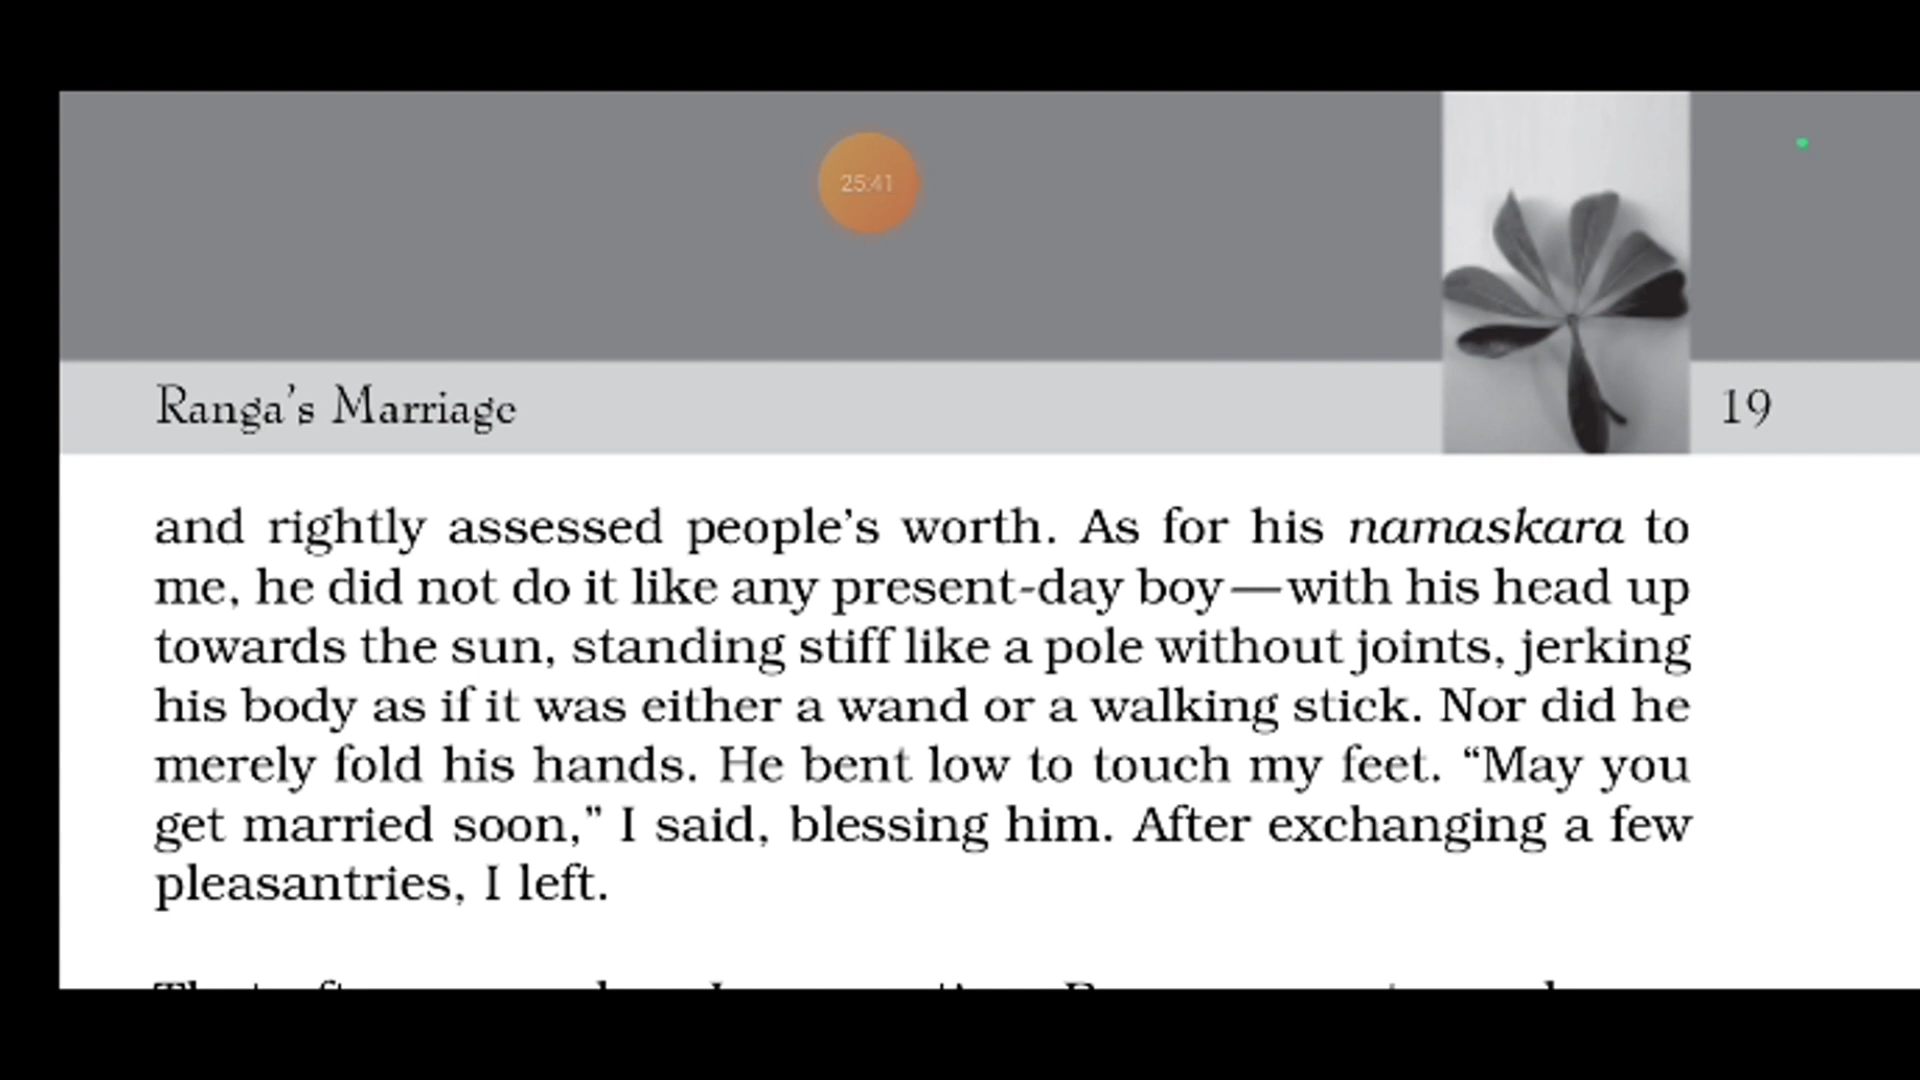 25:41
Ranga's Marriage
19
and rightly assessed people's worth. As for his namaskara to
me, he did not do it like any present-day boy—with his head up
towards the sun, standing stiff like a pole without joints, jerking
his body as if it was either a wand or a walking stick. Nor did he
merely fold his hands. He bent low to touch my feet. “May you
get married soon,” I said, blessing him. After exchanging a few
pleasantries, I left.